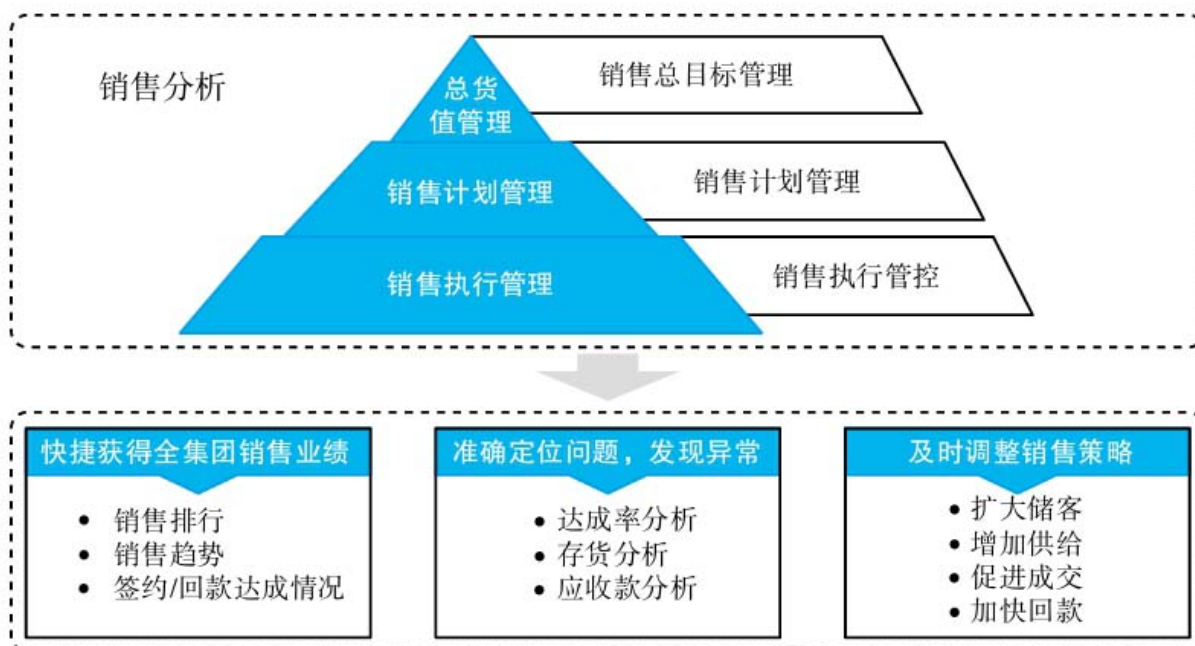 销售分析
总货
值管理
销售总目标管理
销售计划管理
销售计划管理
销售执行管理
销售执行管控
快捷获得全集团销售业绩
• 销售排行
• 销售趋势
• 签约/回款达成情况
准确定位问题，发现异常
• 达成率分析
• 存货分析
• 应收款分析
及时调整销售策略
• 扩大储客
• 增加供给
• 促进成交
• 加快回款